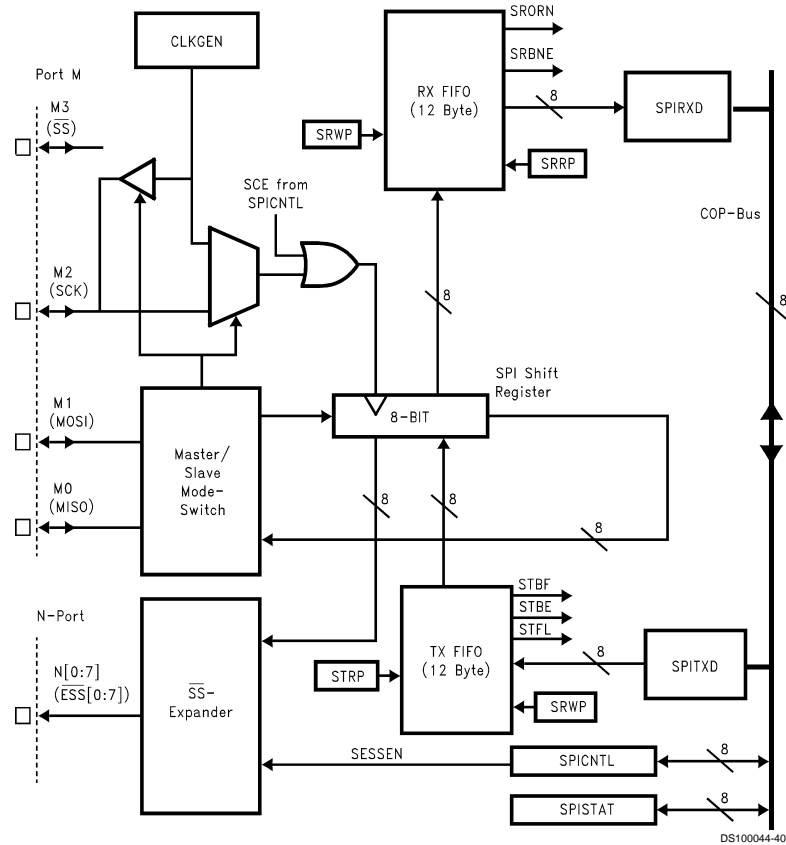 CLKGEN
Port M
M3
(SS)
SCE from
SPICNTL
M2
(SCK)
M1
(MOSI)
M0
(MISO)
Master/
Slave
Mode-
Switch
N-Port
N[0:7]
(ESS[0:7])
SS-
Expander
SRORN
SRBNE
RX FIFO
(12 Byte)
SRWP
SRRP
8
SPIRXD
COP-Bus
8
8
SPI Shift
Register
8-BIT
8
8
8
STBF
STBE
STFL
TX FIFO
(12 Byte)
STRP
SRWP
8
SPITXD
SESSEN
SPICNTL
8
SPISTAT
8
DS100044-40